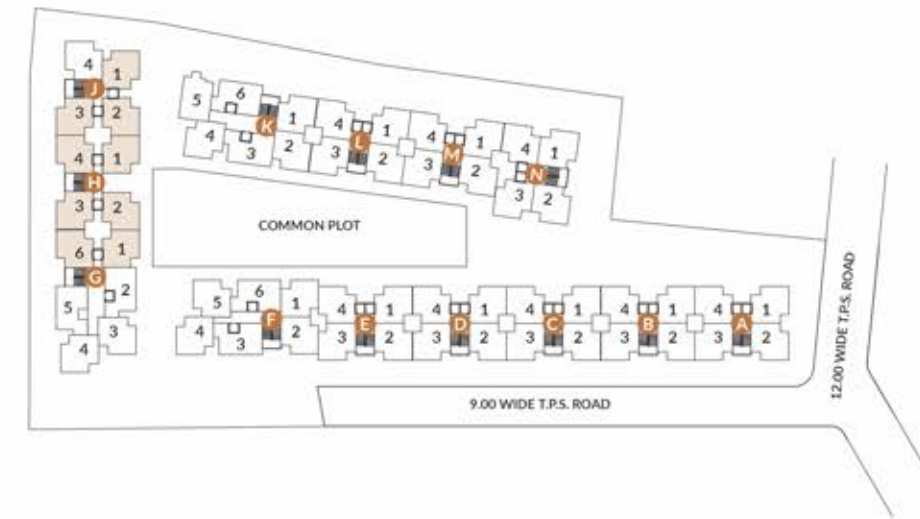 4 1
J
3 2
4 1
H
3 2
6 1
G
5 2
4 3
5 6 1
K
4 3 2
4 1
L
3 2
4 1
M
3 2
4 1
N
3 2
COMMON PLOT
5 6 1
F
4 3 2
4 1
E
3 2
4 1
D
3 2
4 1
C
3 2
4 1
B
3 2
4 1
A
3 2
9.00 WIDE T.P.S. ROAD
12.00 WIDE T.P.S. ROAD